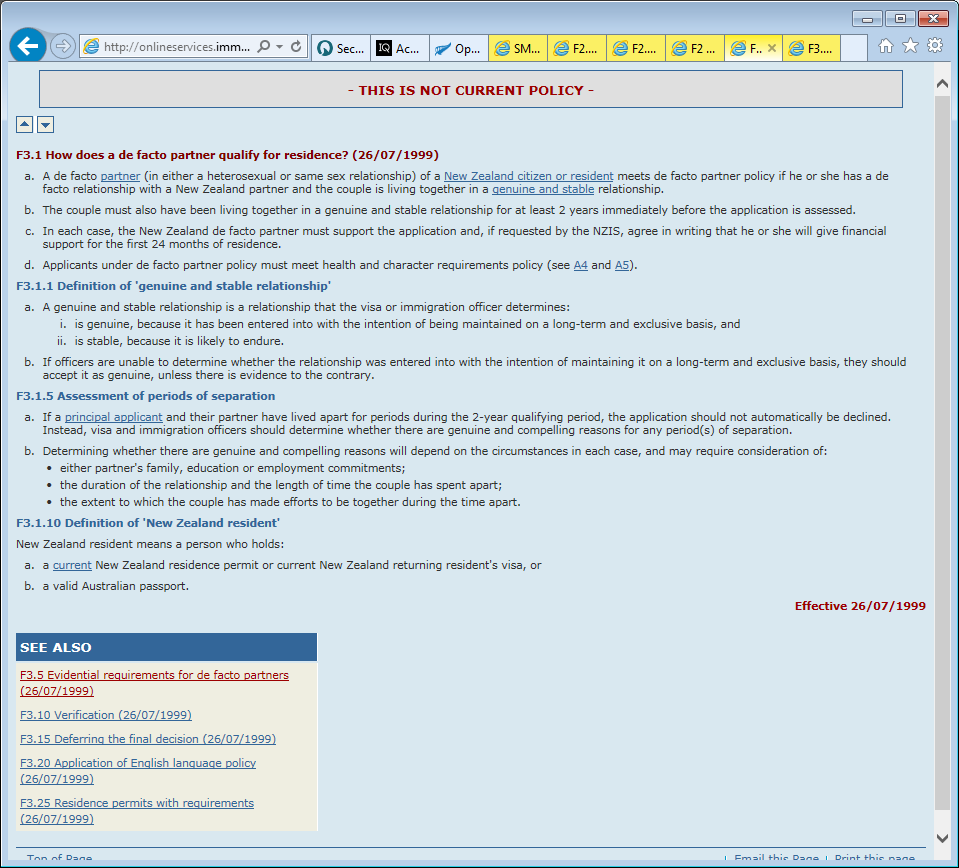 http://onlineservices.imm...
Sec...
IQ Ac...
Op...
SM...
F2....
F2....
F2 ...
F..
F3....
- THIS IS NOT CURRENT POLICY -
F3.1 How does a de facto partner qualify for residence? (26/07/1999)
a. A de facto partner (in either a heterosexual or same sex relationship) of a New Zealand citizen or resident meets de facto partner policy if he or she has a de
facto relationship with a New Zealand partner and the couple is living together in a genuine and stable relationship.
b. The couple must also have been living together in a genuine and stable relationship for at least 2 years immediately before the application is assessed.
c. In each case, the New Zealand de facto partner must support the application and, if requested by the NZIS, agree in writing that he or she will give financial
support for the first 24 months of residence.
d. Applicants under de facto partner policy must meet health and character requirements policy (see A4 and A5).
F3.1.1 Definition of 'genuine and stable relationship'
a. A genuine and stable relationship is a relationship that the visa or immigration officer determines:
i. is genuine, because it has been entered into with the intention of being maintained on a long-term and exclusive basis, and
ii. is stable, because it is likely to endure.
b. If officers are unable to determine whether the relationship was entered into with the intention of maintaining it on a long-term and exclusive basis, they should
accept it as genuine, unless there is evidence to the contrary.
F3.1.5 Assessment of periods of separation
a. If a principal applicant and their partner have lived apart for periods during the 2-year qualifying period, the application should not automatically be declined.
Instead, visa and immigration officers should determine whether there are genuine and compelling reasons for any period(s) of separation.
b. Determining whether there are genuine and compelling reasons will depend on the circumstances in each case, and may require consideration of:
• either partner's family, education or employment commitments;
• the duration of the relationship and the length of time the couple has spent apart;
• the extent to which the couple has made efforts to be together during the time apart.
F3.1.10 Definition of 'New Zealand resident'
New Zealand resident means a person who holds:
a. a current New Zealand residence permit or current New Zealand returning resident's visa, or
b. a valid Australian passport.
Effective 26/07/1999
SEE ALSO
F3.5 Evidential requirements for de facto partners
(26/07/1999)
F3.10 Verification (26/07/1999)
F3.15 Deferring the final decision (26/07/1999)
F3.20 Application of English language policy
(26/07/1999)
F3.25 Residence permits with requirements
(26/07/1999)
Top of Page
| Email this Page | Print this page